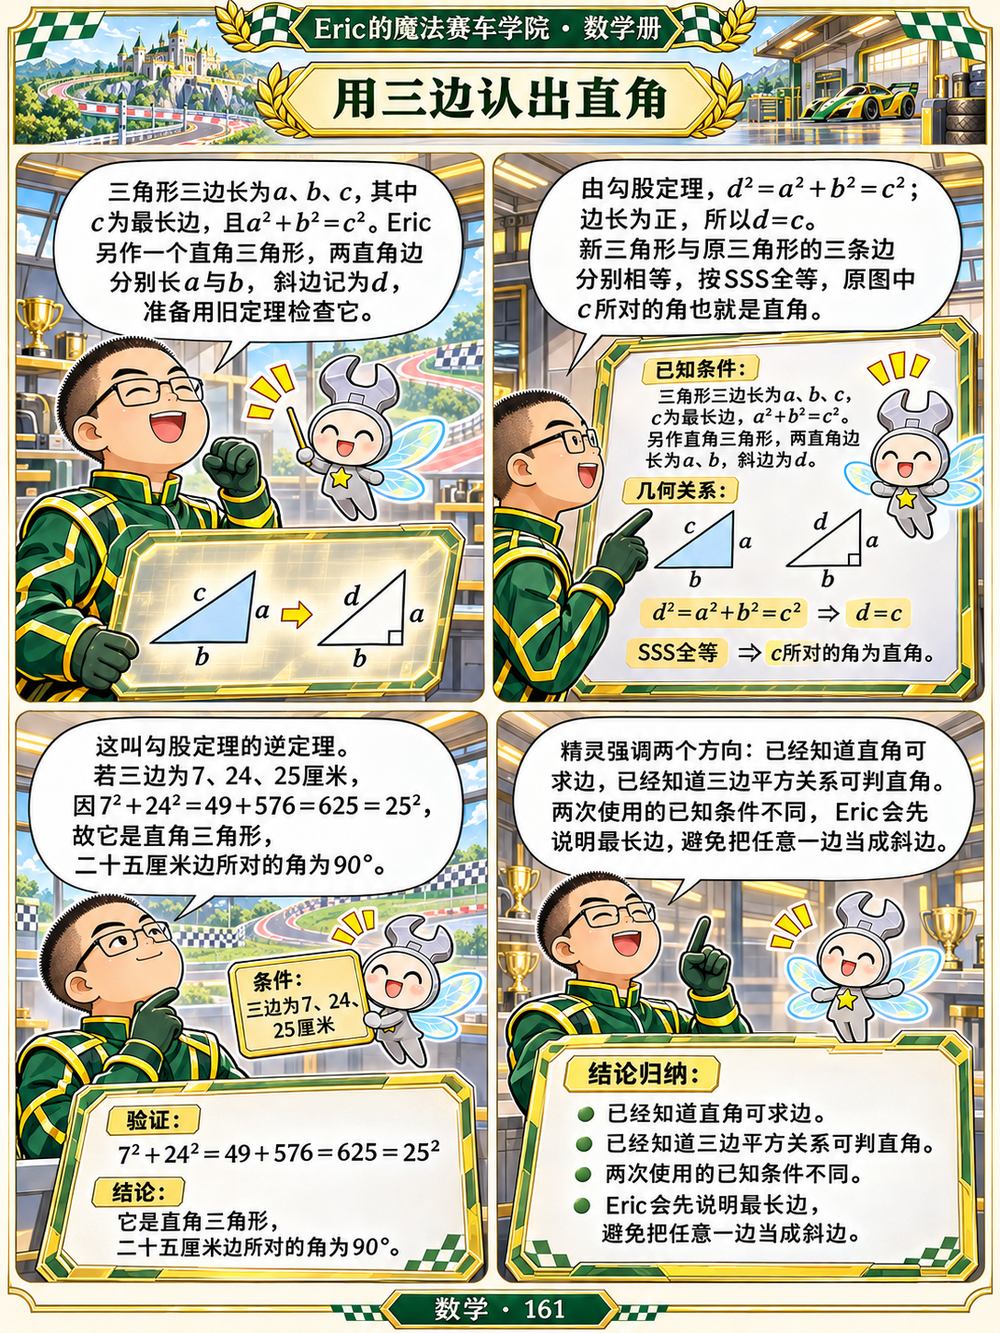 Eric的魔法赛车学院 · 数学册
用三边认出直角
三角形三边长为a、b、c，其中
c为最长边，且a²+b²=c²。Eric
另作一个直角三角形，两直角边
分别长a与b，斜边记为d，
准备用旧定理检查它。
c
a
b
d
a
b
由勾股定理，d²=a²+b²=c²；
边长为正，所以d=c。
新三角形与原三角形的三条边
分别相等，按SSS全等，原图中
c所对的角也就是直角。
已知条件：
三角形三边长为a、b、c，
c为最长边，a²+b²=c²。
另作直角三角形，两直角边
长为a、b，斜边为d。
几何关系：
c
a
b
d
a
b
d²=a²+b²=c² ⇒ d=c
SSS全等 ⇒ c所对的角为直角。
这叫勾股定理的逆定理。
若三边为7、24、25厘米，
因7²+24²=49+576=625=25²，
故它是直角三角形，
二十五厘米边所对的角为90°。
条件：
三边为7、24、
25厘米
验证：
7²+24²=49+576=625=25²
结论：
它是直角三角形，
二十五厘米边所对的角为90°。
精灵强调两个方向：已经知道直角可
求边，已经知道三边平方关系可判直角。
两次使用的已知条件不同，Eric会先
说明最长边，避免把任意一边当成斜边。
结论归纳：
已经知道直角可求边。
已经知道三边平方关系可判直角。
两次使用的已知条件不同。
Eric会先说明最长边，
避免把任意一边当成斜边。
数学 · 161